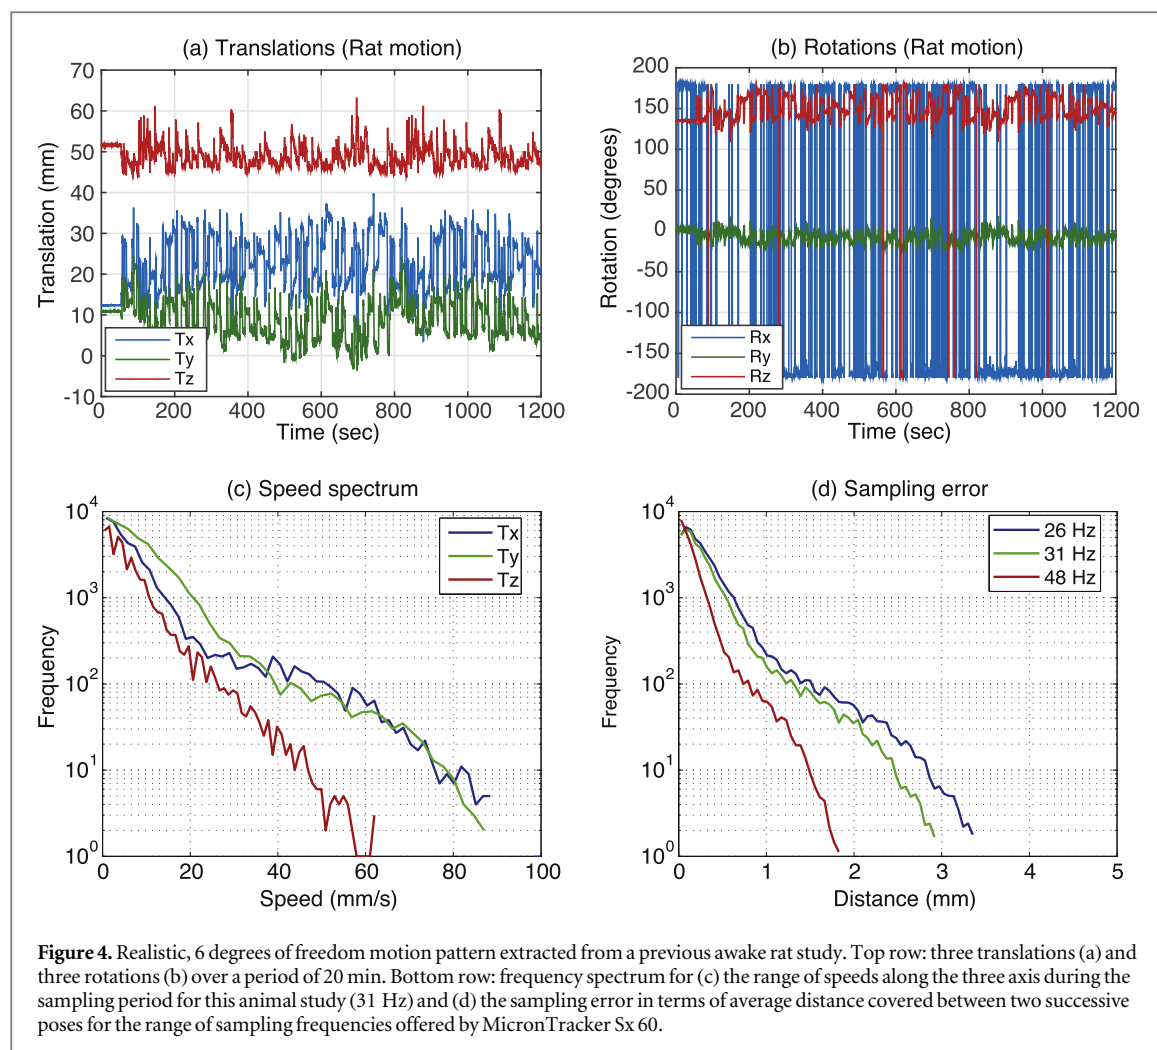 (a) Translations (Rat motion)
70
60
50
40
30
20
10
0
-10
Translation (mm)
Tx
Ty
Tz
0 200 400 600 800 1000 1200
Time (sec)
(b) Rotations (Rat motion)
200
150
100
50
0
-50
-100
-150
-200
Rotation (degrees)
Rx
Ry
Rz
0 200 400 600 800 1000 1200
Time (sec)
(c) Speed spectrum
10^4
10^3
10^2
10^1
10^0
Frequency
Tx
Ty
Tz
0 20 40 60 80 100
Speed (mm/s)
(d) Sampling error
10^4
10^3
10^2
10^1
10^0
Frequency
26 Hz
31 Hz
48 Hz
0 1 2 3 4 5
Distance (mm)
Figure 4. Realistic, 6 degrees of freedom motion pattern extracted from a previous awake rat study. Top row: three translations (a) and
three rotations (b) over a period of 20 min. Bottom row: frequency spectrum for (c) the range of speeds along the three axis during the
sampling period for this animal study (31 Hz) and (d) the sampling error in terms of average distance covered between two successive
poses for the range of sampling frequencies offered by MicronTracker Sx 60.